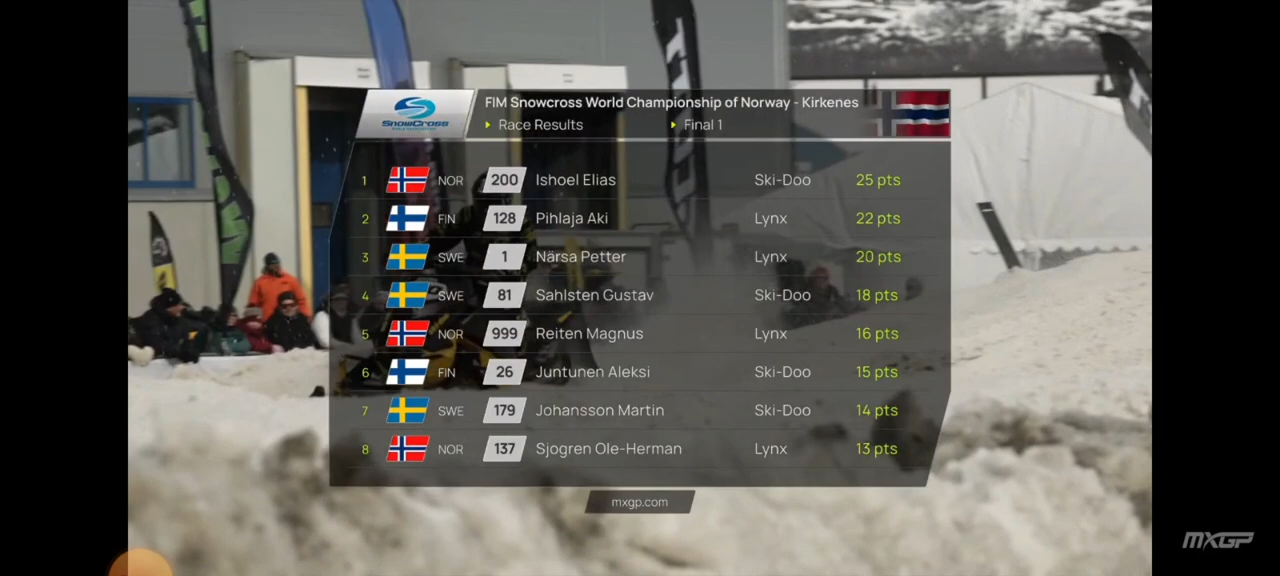 FIM Snowcross World Championship of Norway - Kirkenes
SNOWCROSS
Race Results Final 1
1 NOR 200 Ishoel Elias Ski-Doo 25 pts
2 FIN 128 Pihlaja Aki Lynx 22 pts
3 SWE 1 Närsa Petter Lynx 20 pts
4 SWE 81 Sahlsten Gustav Ski-Doo 18 pts
5 NOR 999 Reiten Magnus Lynx 16 pts
6 FIN 26 Juntunen Aleksi Ski-Doo 15 pts
7 SWE 179 Johansson Martin Ski-Doo 14 pts
8 NOR 137 Sjogren Ole-Herman Lynx 13 pts
mxgp.com
MXGP